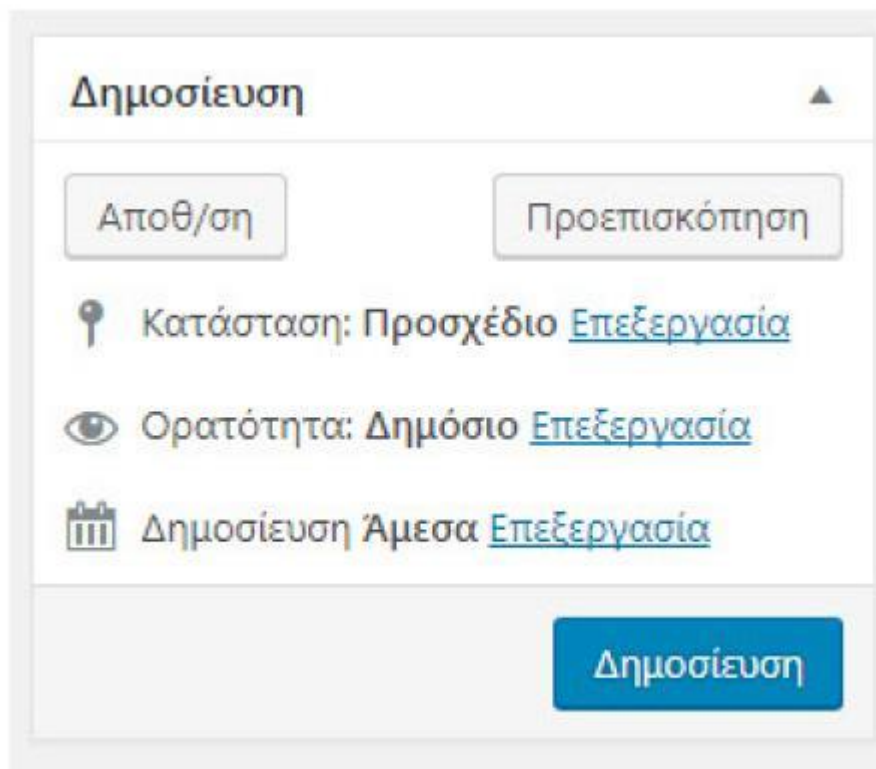 Δημοσίευση
Αποθ/ση Προεπισκόπηση
Κατάσταση: Προσχέδιο Επεξεργασία
Ορατότητα: Δημόσιο Επεξεργασία
Δημοσίευση Άμεσα Επεξεργασία
Δημοσίευση